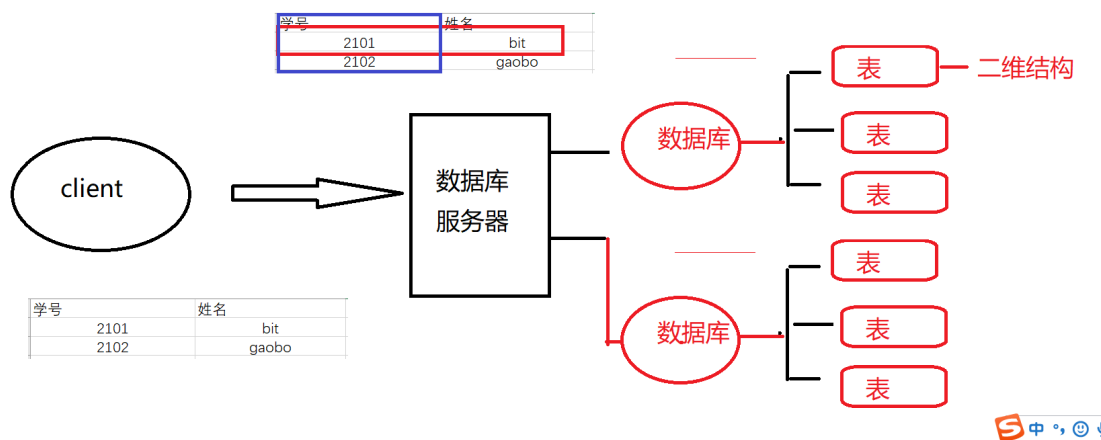 学号 姓名
2101 bit
2102 gaobo
表 二维结构
数据库 表
表
client
数据库
服务器
表
数据库 表
表
学号 姓名
2101 bit
2102 gaobo
中